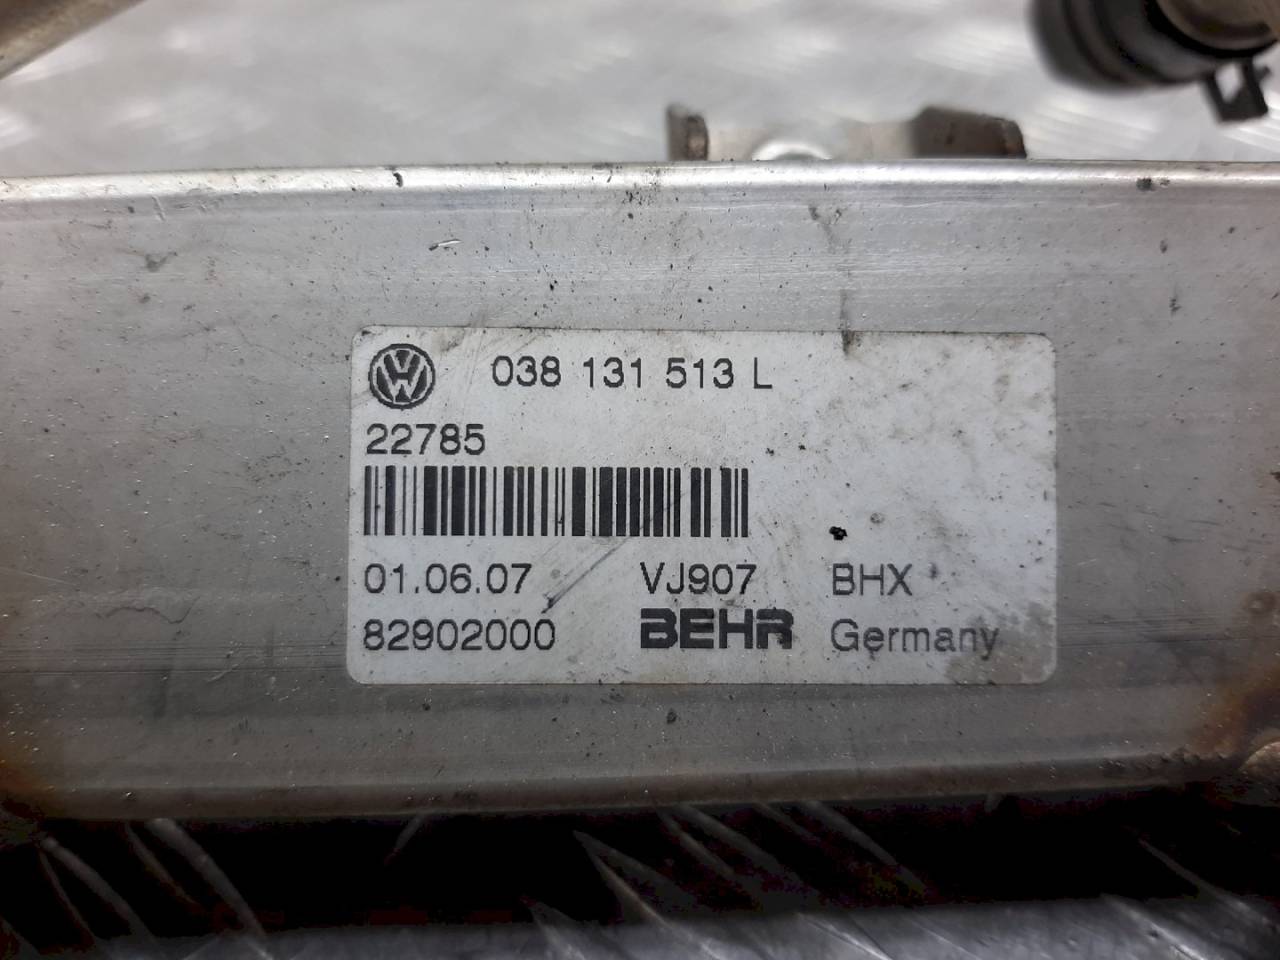 038 131 513 L
22785
01.06.07 VJ907 BHX
82902000 BEHR Germany